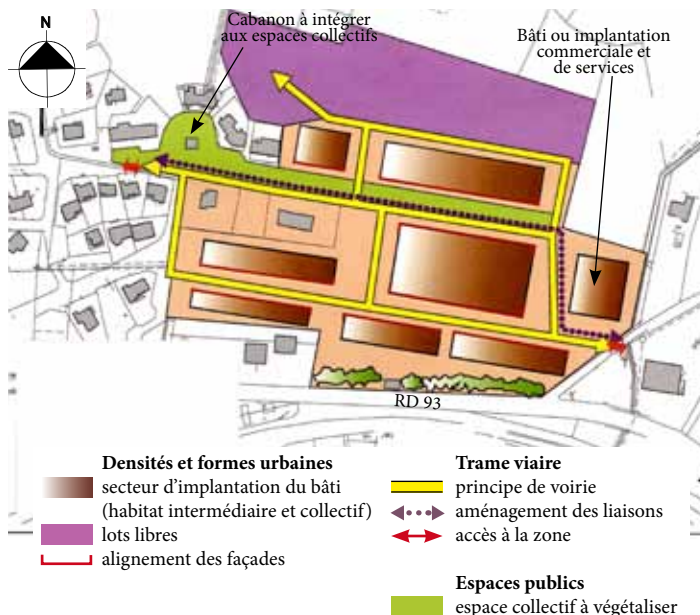 N
Cabanon à intégrer
aux espaces collectifs
Bâti ou implantation
commerciale et
de services
RD 93
Densités et formes urbaines
secteur d'implantation du bâti
(habitat intermédiaire et collectif)
lots libres
alignement des façades
Trame viaire
principe de voirie
aménagement des liaisons
accès à la zone
Espaces publics
espace collectif à végétaliser